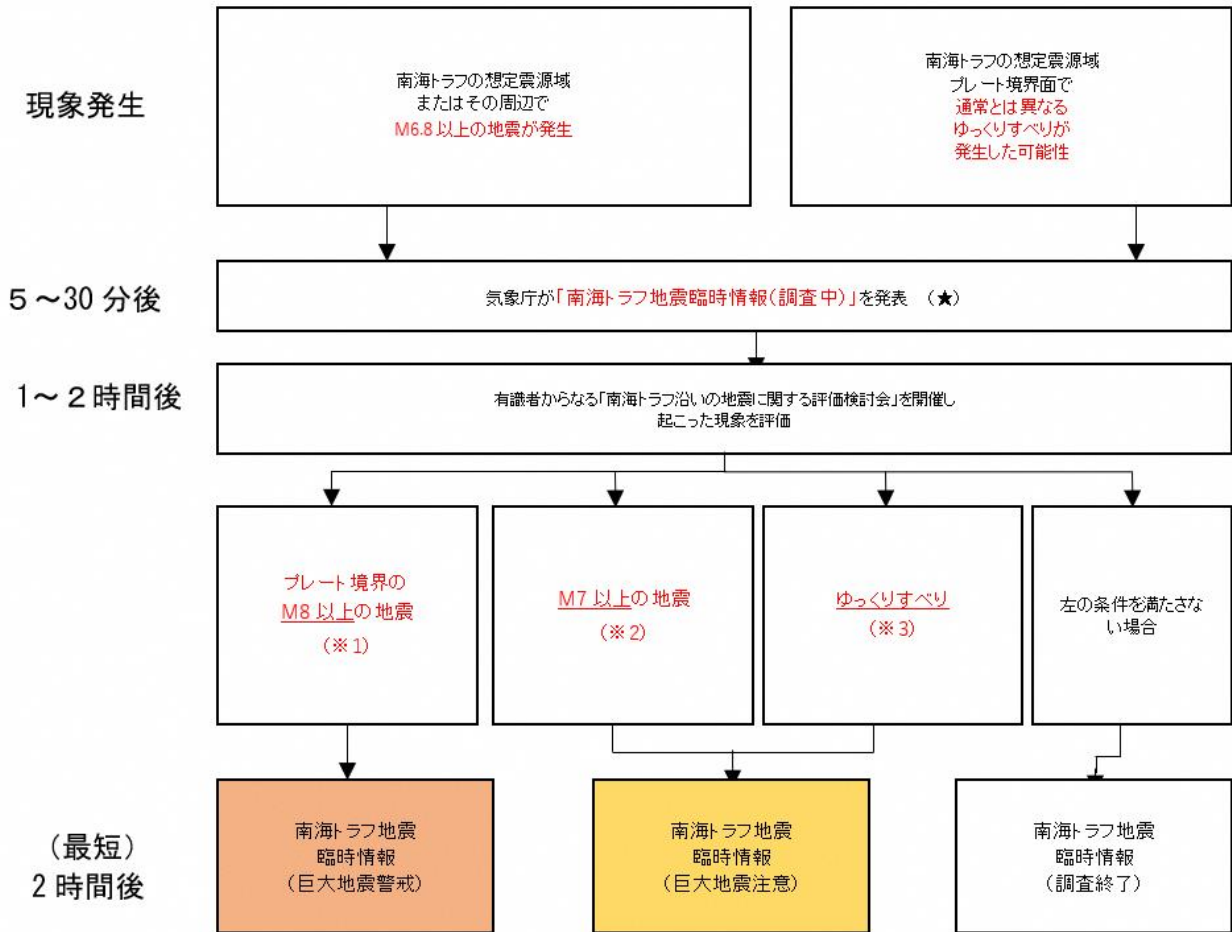 現象発生
南海トラフの想定震源域
またはその周辺で
M6.8 以上の地震が発生
南海トラフの想定震源域
プレート境界面で
通常とは異なる
ゆっくりすべりが
発生した可能性
5~30 分後
気象庁が「南海トラフ地震臨時情報(調査中)」を発表 (★)
1~2時間後
有識者からなる「南海トラフ沿いの地震に関する評価検討会」を開催し
起こった現象を評価
プレート境界の
M8 以上の地震
(※1)
M7 以上の地震
(※2)
ゆっくりすべり
(※3)
左の条件を満たさな
い場合
(最短)
2時間後
南海トラフ地震
臨時情報
(巨大地震警戒)
南海トラフ地震
臨時情報
(巨大地震注意)
南海トラフ地震
臨時情報
(調査終了)